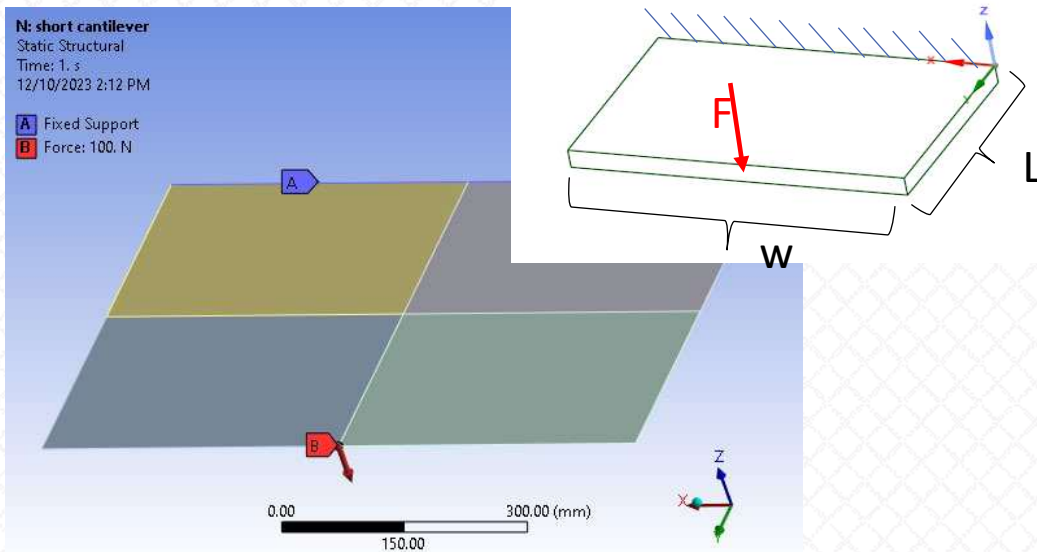 N: short cantilever
Static Structural
Time: 1. s
12/10/2023 2:12 PM
A Fixed Support
B Force: 100. N
A
B
0.00 300.00 (mm)
150.00
Z
X
Y
F
z
x
Y
L
w